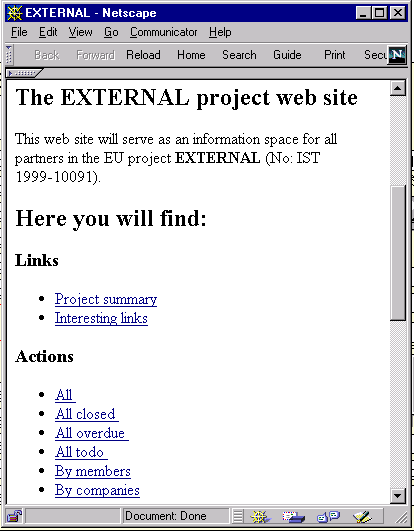 EXTERNAL - Netscape
File Edit View Go Communicator Help
Back Forward Reload Home Search Guide Print Secu
N
The EXTERNAL project web site
This web site will serve as an information space for all
partners in the EU project EXTERNAL (No: IST
1999-10091).
Here you will find:
Links
Project summary
Interesting links
Actions
All
All closed
All overdue
All todo
By members
By companies
Document: Done